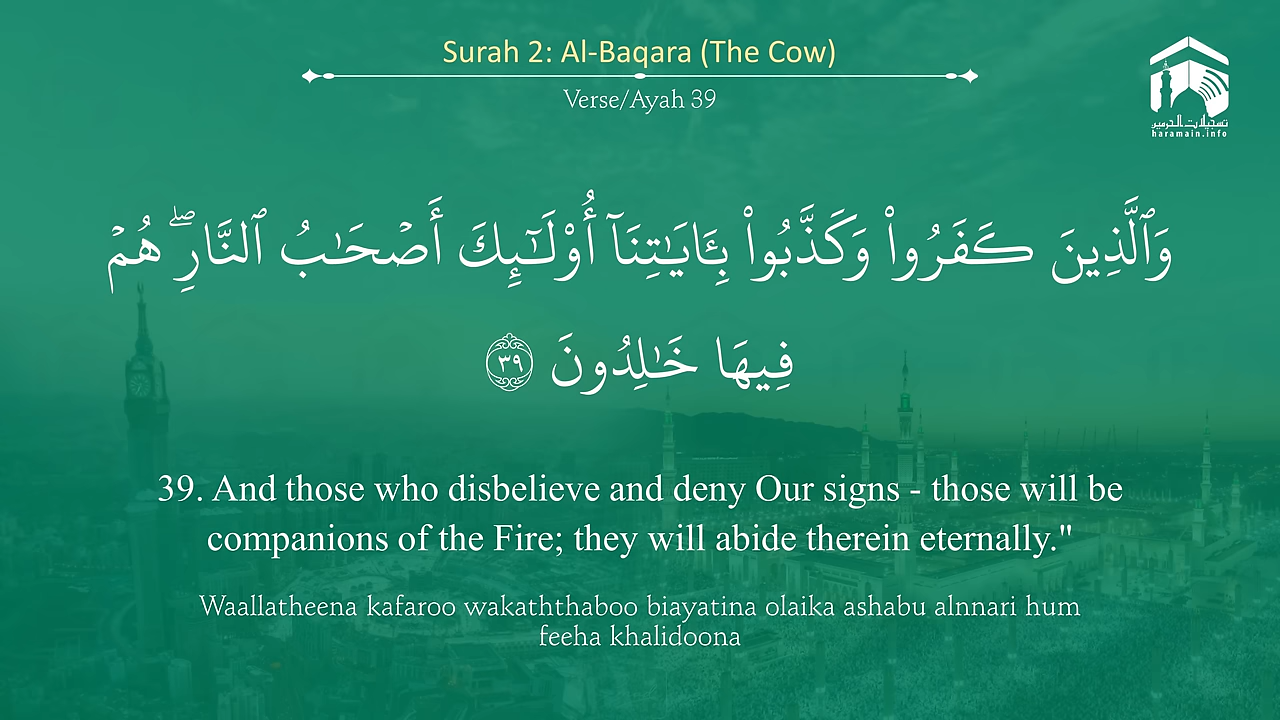 Surah 2: Al-Baqara (The Cow)
Verse/Ayah 39
تسجيلات الحرمين
haramain.info
وَٱلَّذِينَ كَفَرُوا۟ وَكَذَّبُوا۟ بِـَٔايَـٰتِنَآ أُو۟لَـٰٓئِكَ أَصْحَـٰبُ ٱلنَّارِ ۖ هُمْ
فِيهَا خَـٰلِدُونَ ٣٩
39. And those who disbelieve and deny Our signs - those will be
companions of the Fire; they will abide therein eternally."
Waallatheena kafaroo wakaththaboo biayatina olaika ashabu alnnari hum
feeha khalidoona